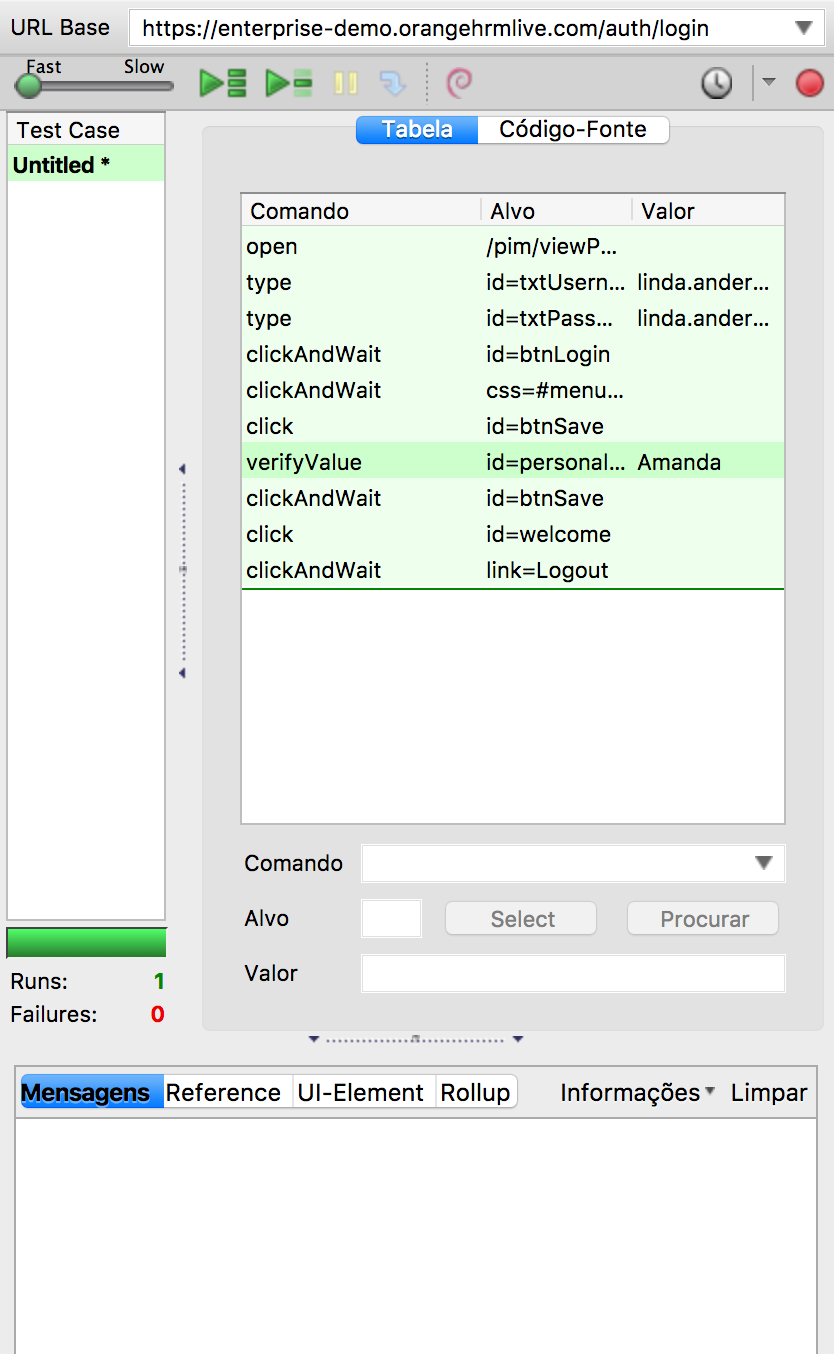 URL Base https://enterprise-demo.orangehrmlive.com/auth/login
Fast Slow
Test Case
Untitled *
Tabela Código-Fonte
Comando Alvo Valor
open /pim/viewP...
type id=txtUsern... linda.ander...
type id=txtPass... linda.ander...
clickAndWait id=btnLogin
clickAndWait css=#menu...
click id=btnSave
verifyValue id=personal... Amanda
clickAndWait id=btnSave
click id=welcome
clickAndWait link=Logout
Comando
Alvo Select Procurar
Valor
Runs: 1
Failures: 0
Mensagens Reference UI-Element Rollup Informações Limpar